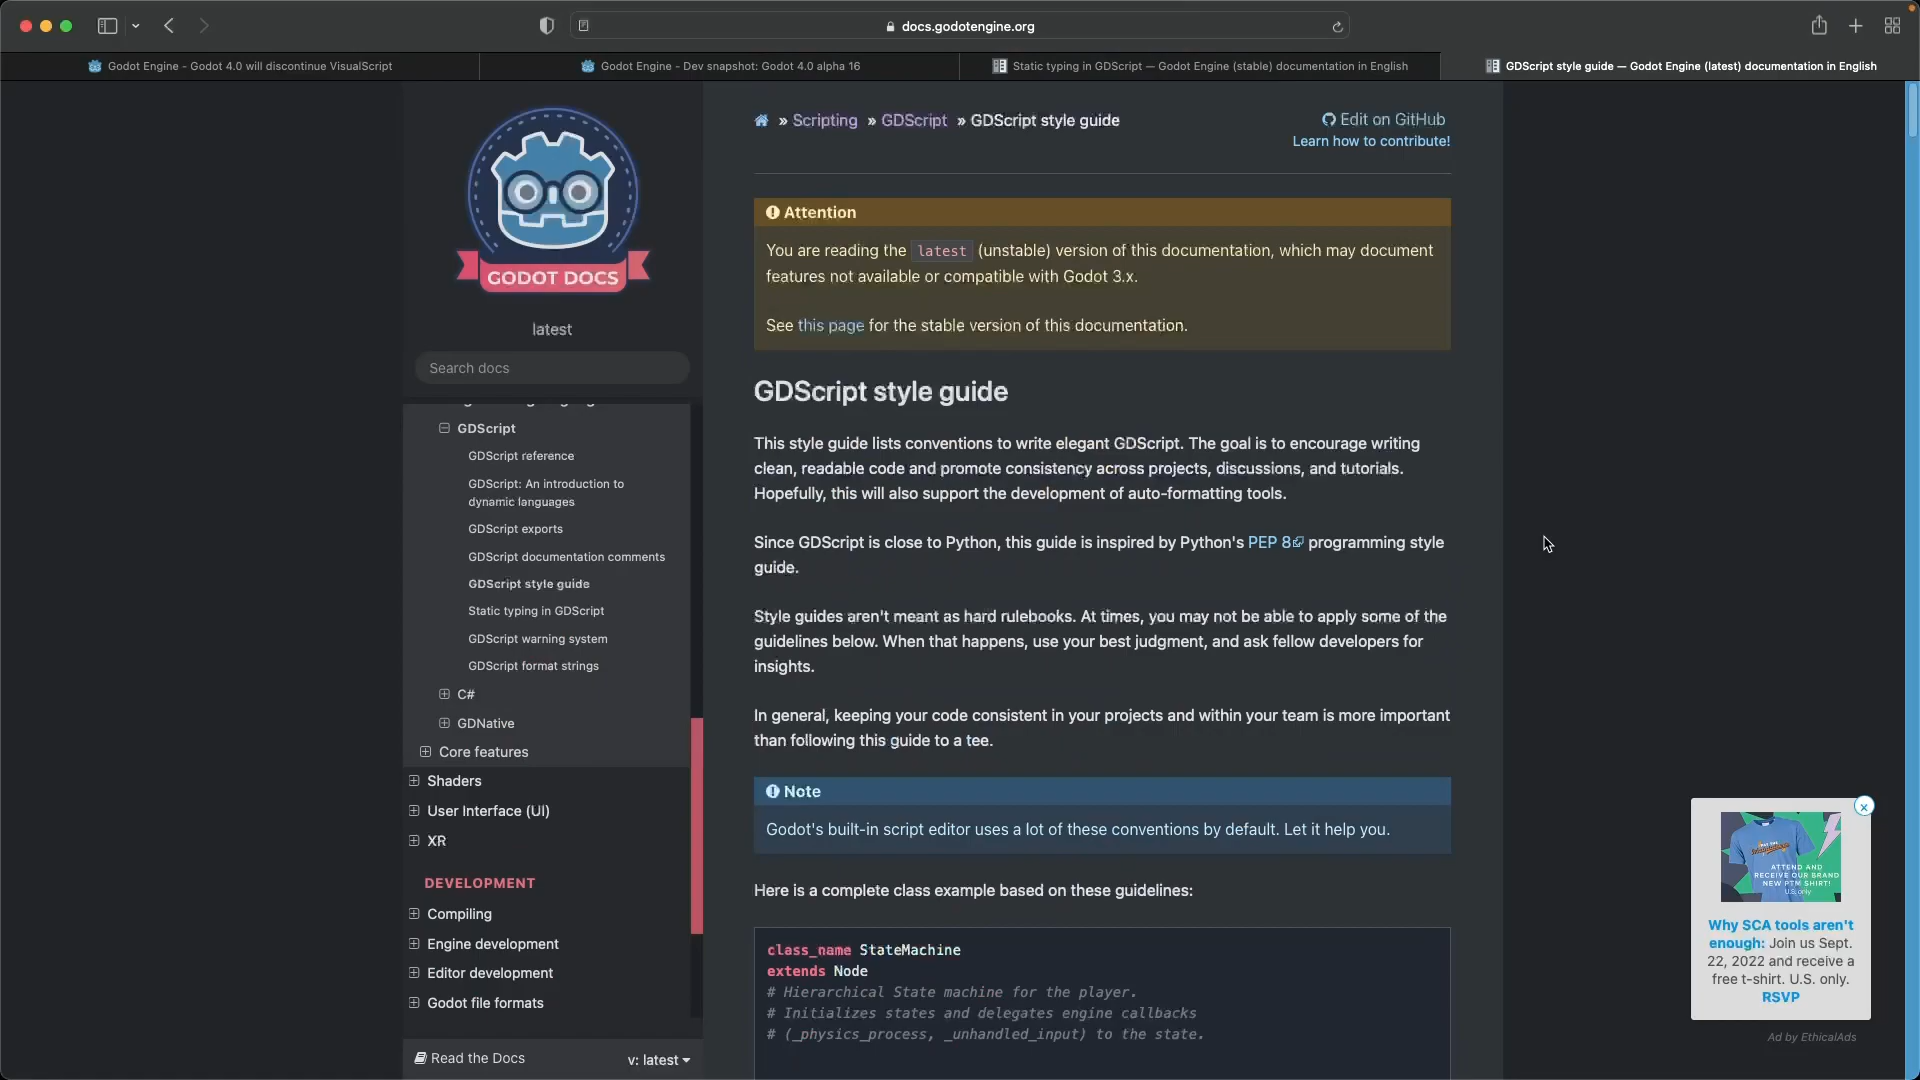 docs.godotengine.org
Godot Engine - Godot 4.0 will discontinue VisualScript
Godot Engine - Dev snapshot: Godot 4.0 alpha 16
Static typing in GDScript — Godot Engine (stable) documentation in English
GDScript style guide — Godot Engine (latest) documentation in English
GODOT DOCS
latest
Search docs
GDScript
GDScript reference
GDScript: An introduction to
dynamic languages
GDScript exports
GDScript documentation comments
GDScript style guide
Static typing in GDScript
GDScript warning system
GDScript format strings
C#
GDNative
Core features
Shaders
User Interface (UI)
XR
DEVELOPMENT
Compiling
Engine development
Editor development
Godot file formats
Read the Docs
v: latest
» Scripting » GDScript » GDScript style guide
Edit on GitHub
Learn how to contribute!
Attention
You are reading the latest (unstable) version of this documentation, which may document
features not available or compatible with Godot 3.x.
See this page for the stable version of this documentation.
GDScript style guide
This style guide lists conventions to write elegant GDScript. The goal is to encourage writing
clean, readable code and promote consistency across projects, discussions, and tutorials.
Hopefully, this will also support the development of auto-formatting tools.
Since GDScript is close to Python, this guide is inspired by Python's PEP 8 programming style
guide.
Style guides aren't meant as hard rulebooks. At times, you may not be able to apply some of the
guidelines below. When that happens, use your best judgment, and ask fellow developers for
insights.
In general, keeping your code consistent in your projects and within your team is more important
than following this guide to a tee.
Note
Godot's built-in script editor uses a lot of these conventions by default. Let it help you.
Here is a complete class example based on these guidelines:
class_name StateMachine
extends Node
# Hierarchical State machine for the player.
# Initializes states and delegates engine callbacks
# (_physics_process, _unhandled_input) to the state.
ATTEND AND
RECEIVE OUR BRAND
NEW PTM SHIRT!
U.S. only
Why SCA tools aren't
enough: Join us Sept.
22, 2022 and receive a
free t-shirt. U.S. only.
RSVP
Ad by EthicalAds